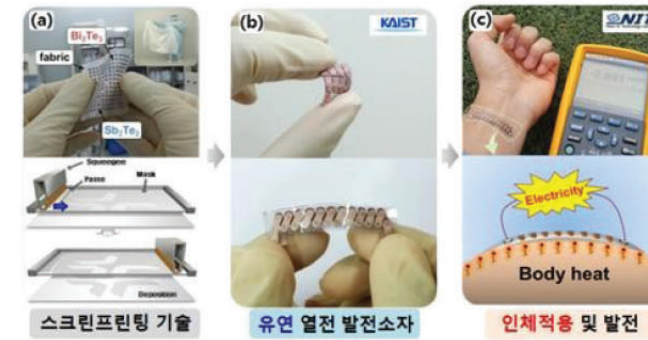 (a)
Bi₂Te₃
fabric
Sb₂Te₃
Squeegee
Paste
Mask
Deposition
스크린프린팅 기술
(b)
KAIST
유연 열전 발전소자
(c)
Electricity
Body heat
인체적용 및 발전